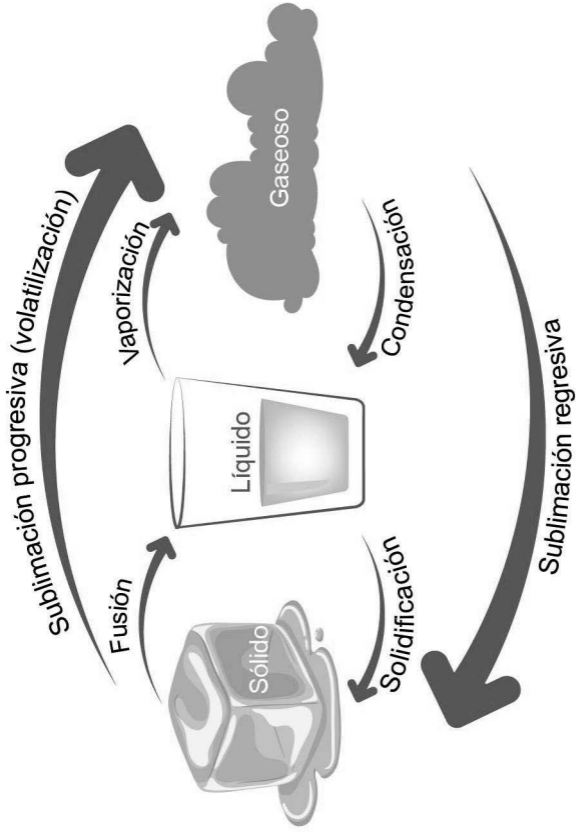 Sublimación progresiva (volatilización)
Fusión
Vaporización
Sólido
Líquido
Gaseoso
Solidificación
Condensación
Sublimación regresiva